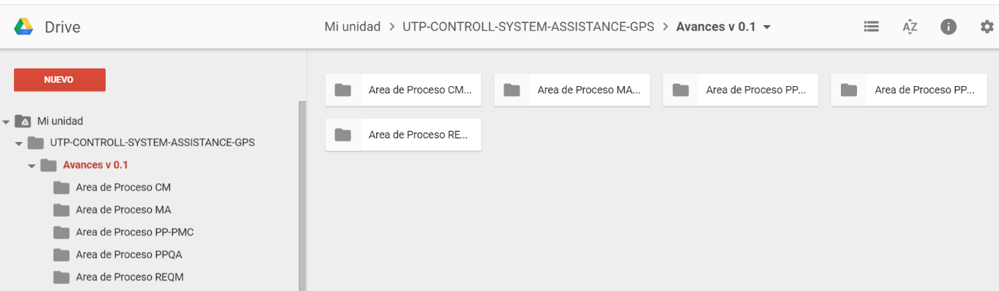 Drive
Mi unidad > UTP-CONTROLL-SYSTEM-ASSISTANCE-GPS > Avances v 0.1
AZ
NUEVO
Mi unidad
UTP-CONTROLL-SYSTEM-ASSISTANCE-GPS
Avances v 0.1
Area de Proceso CM
Area de Proceso MA
Area de Proceso PP-PMC
Area de Proceso PPQA
Area de Proceso REQM
Area de Proceso CM...
Area de Proceso MA...
Area de Proceso PP...
Area de Proceso PP...
Area de Proceso RE...